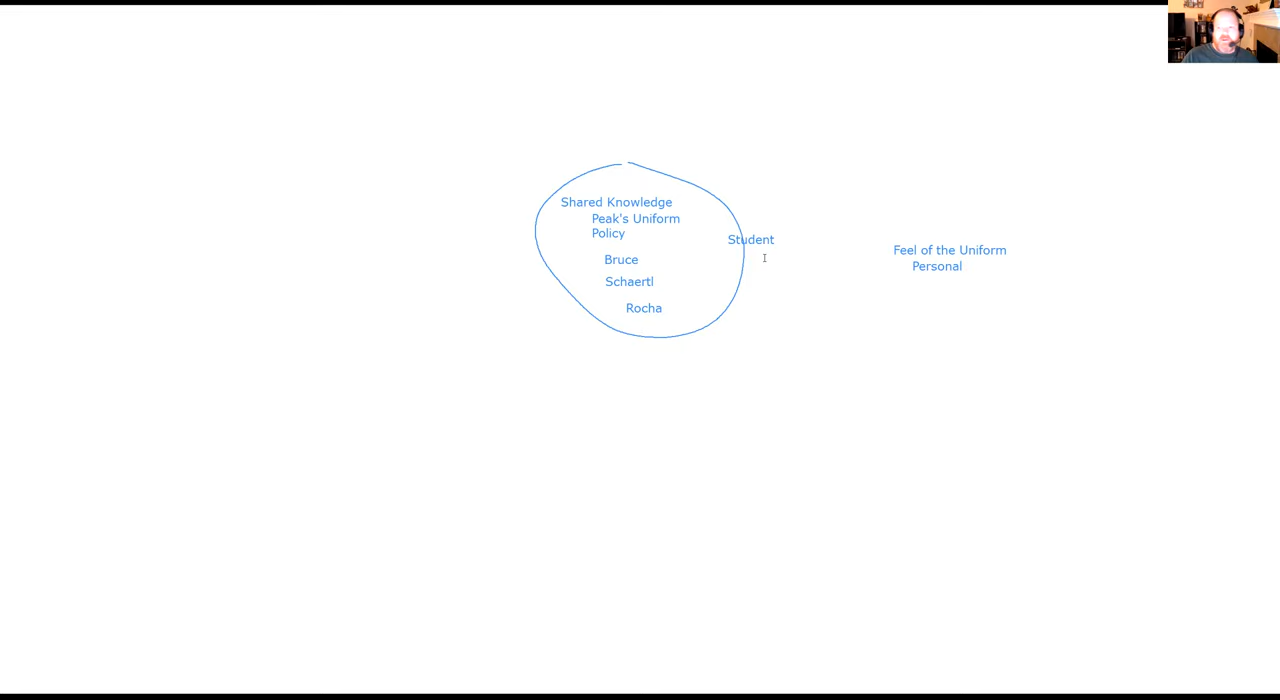 Shared Knowledge
Peak's Uniform
Policy
Student
Bruce
Schaertl
Rocha
Feel of the Uniform
Personal